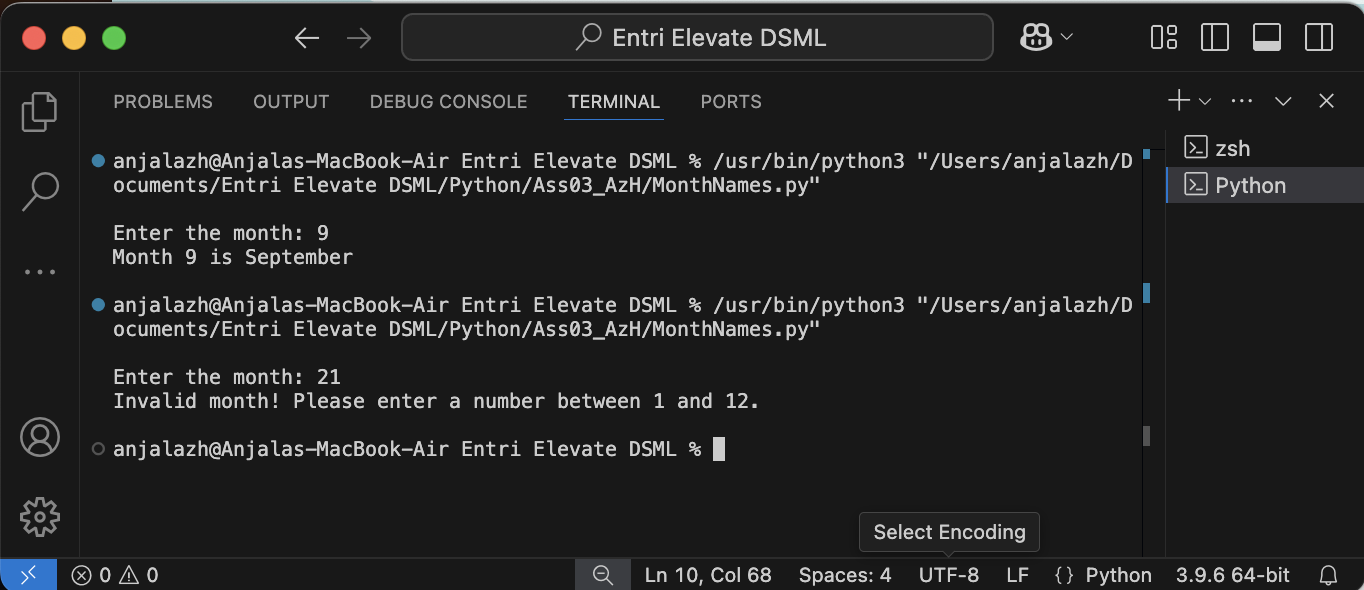 Entri Elevate DSML
PROBLEMS OUTPUT DEBUG CONSOLE TERMINAL PORTS
zsh
Python
anjalazh@Anjalas-MacBook-Air Entri Elevate DSML % /usr/bin/python3 "/Users/anjalazh/D
ocuments/Entri Elevate DSML/Python/Ass03_AzH/MonthNames.py"
Enter the month: 9
Month 9 is September
anjalazh@Anjalas-MacBook-Air Entri Elevate DSML % /usr/bin/python3 "/Users/anjalazh/D
ocuments/Entri Elevate DSML/Python/Ass03_AzH/MonthNames.py"
Enter the month: 21
Invalid month! Please enter a number between 1 and 12.
anjalazh@Anjalas-MacBook-Air Entri Elevate DSML %
Select Encoding
0 0 Ln 10, Col 68 Spaces: 4 UTF-8 LF {} Python 3.9.6 64-bit